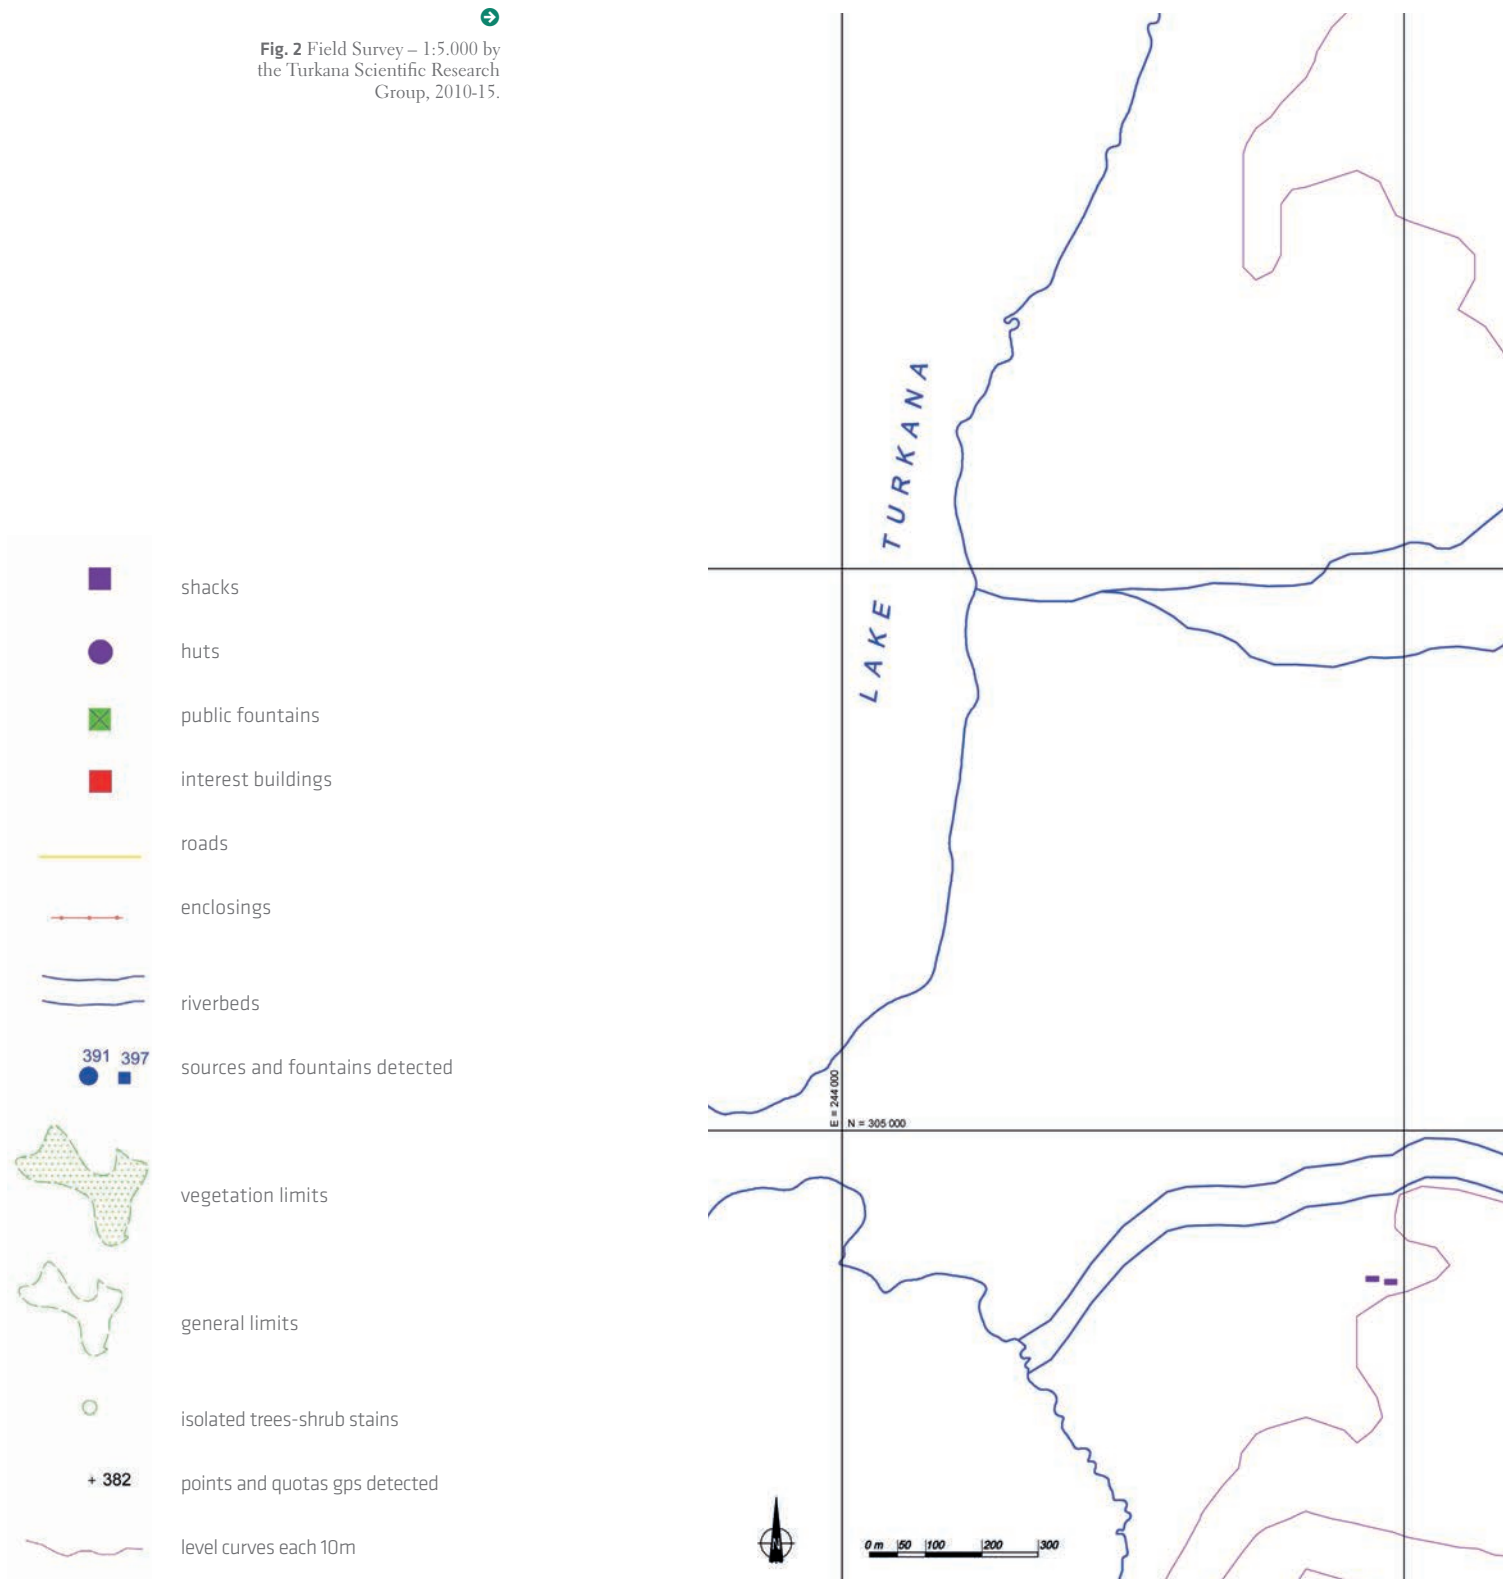 Fig. 2 Field Survey – 1:5.000 by
the Turkana Scientific Research
Group, 2010-15.
shacks
huts
public fountains
interest buildings
roads
enclosings
riverbeds
391 397
sources and fountains detected
vegetation limits
general limits
isolated trees-shrub stains
+ 382
points and quotas gps detected
level curves each 10m
LAKE TURKANA
E = 244 000
N = 305 000
N
0 m 50 100 200 300